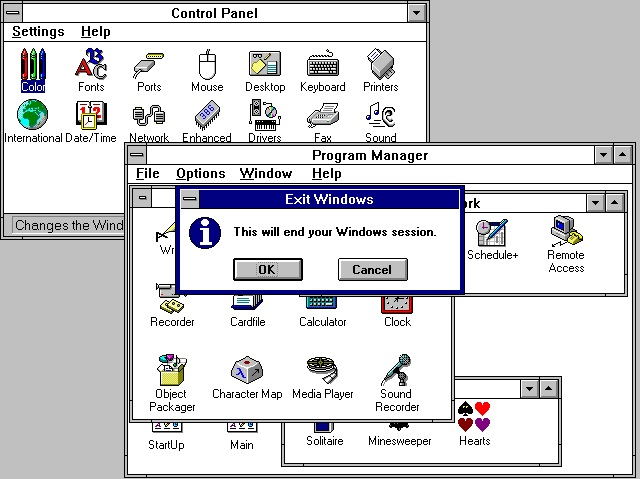 Control Panel
Settings Help
Color Fonts Ports Mouse Desktop Keyboard Printers
International Date/Time Network Enhanced Drivers Fax Sound
Changes the Wind
Program Manager
File Options Window Help
Exit Windows
This will end your Windows session.
OK Cancel
Schedule+ Remote
Access
Recorder Cardfile Calculator Clock
Object
Packager Character Map Media Player Sound
Recorder
StartUp Main
Solitaire Minesweeper Hearts